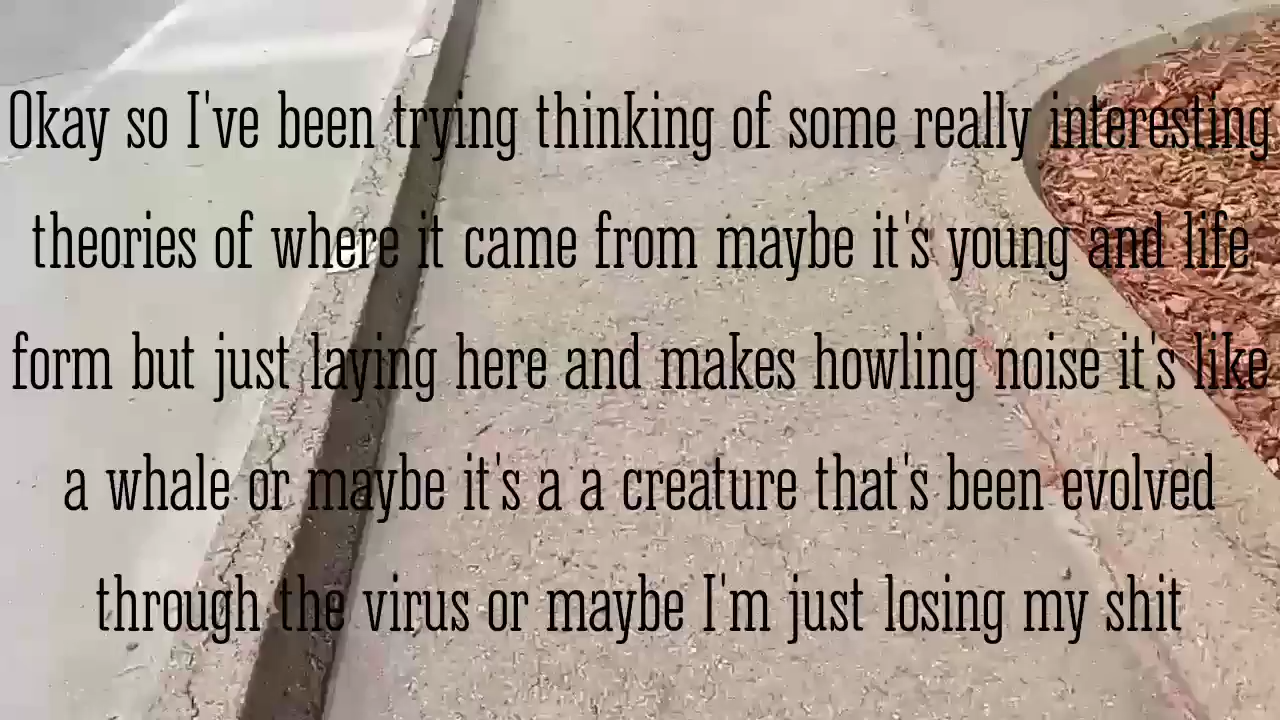 Okay so I've been trying thinking of some really interesting
theories of where it came from maybe it's young and life
form but just laying here and makes howling noise it's like
a whale or maybe it's a a creature that's been evolved
through the virus or maybe I'm just losing my shit